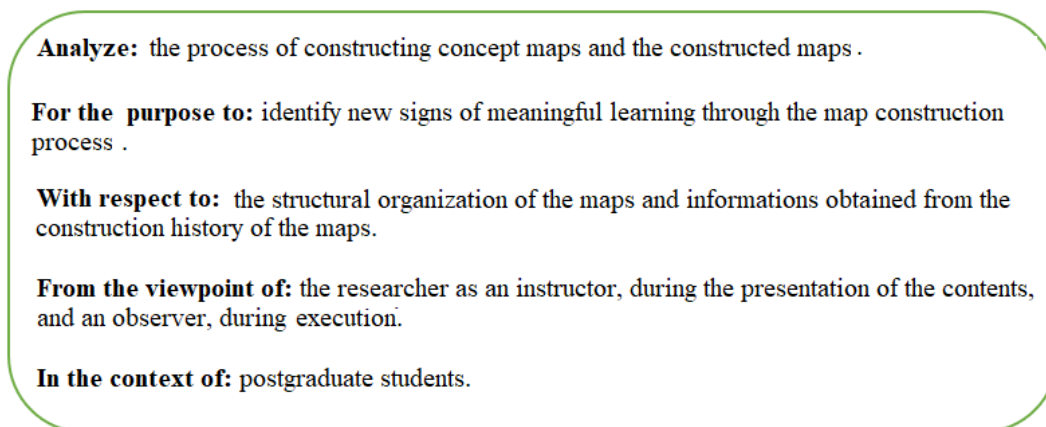 Analyze: the process of constructing concept maps and the constructed maps .
For the purpose to: identify new signs of meaningful learning through the map construction
process .
With respect to: the structural organization of the maps and informations obtained from the
construction history of the maps.
From the viewpoint of: the researcher as an instructor, during the presentation of the contents,
and an observer, during execution.
In the context of: postgraduate students.